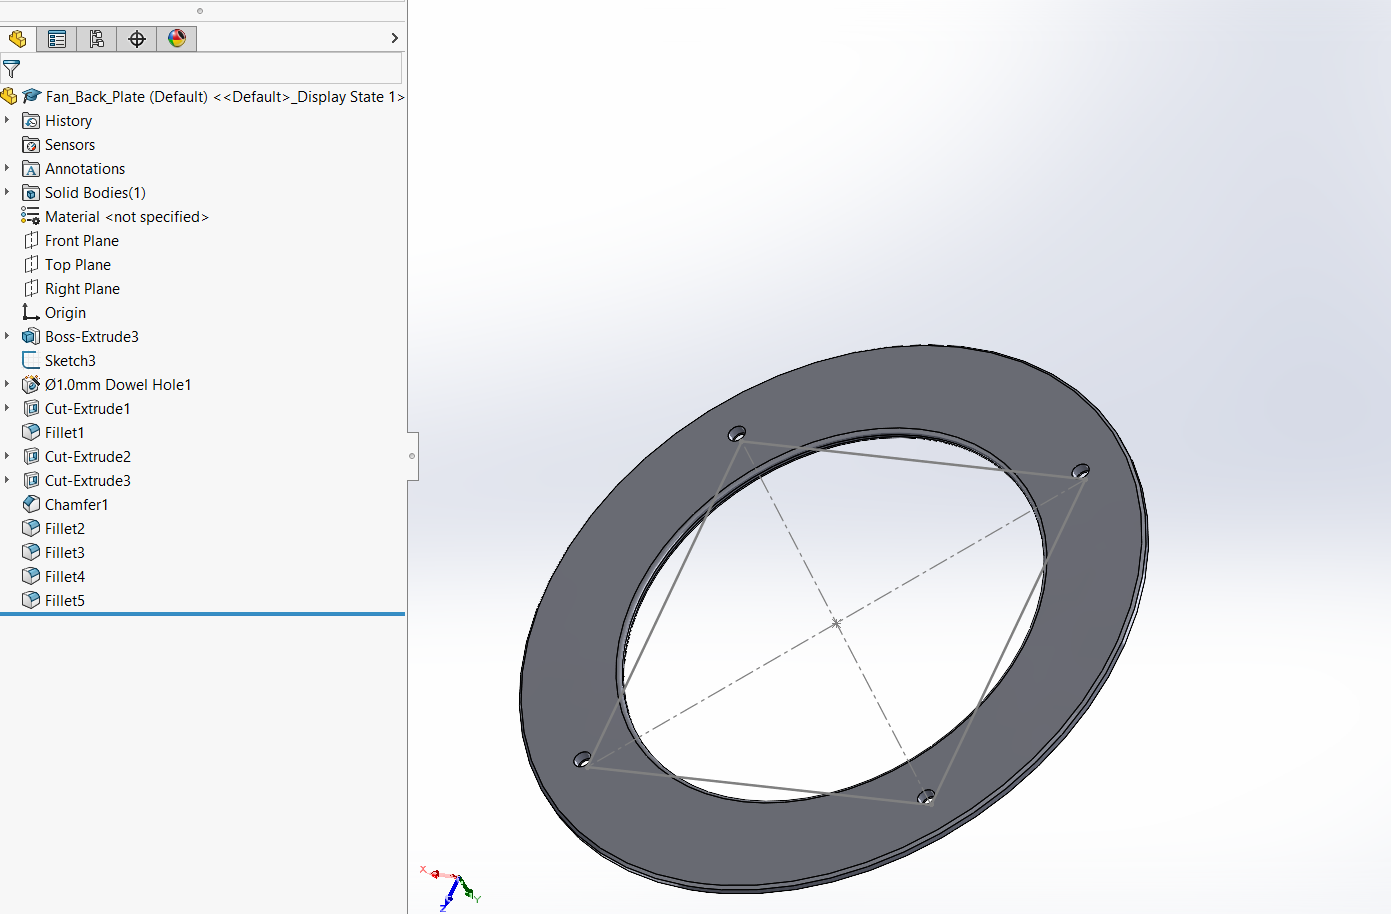 Fan_Back_Plate (Default) <<Default>_Display State 1>
History
Sensors
Annotations
Solid Bodies(1)
Material <not specified>
Front Plane
Top Plane
Right Plane
Origin
Boss-Extrude3
Sketch3
Ø1.0mm Dowel Hole1
Cut-Extrude1
Fillet1
Cut-Extrude2
Cut-Extrude3
Chamfer1
Fillet2
Fillet3
Fillet4
Fillet5
X
Y
Z